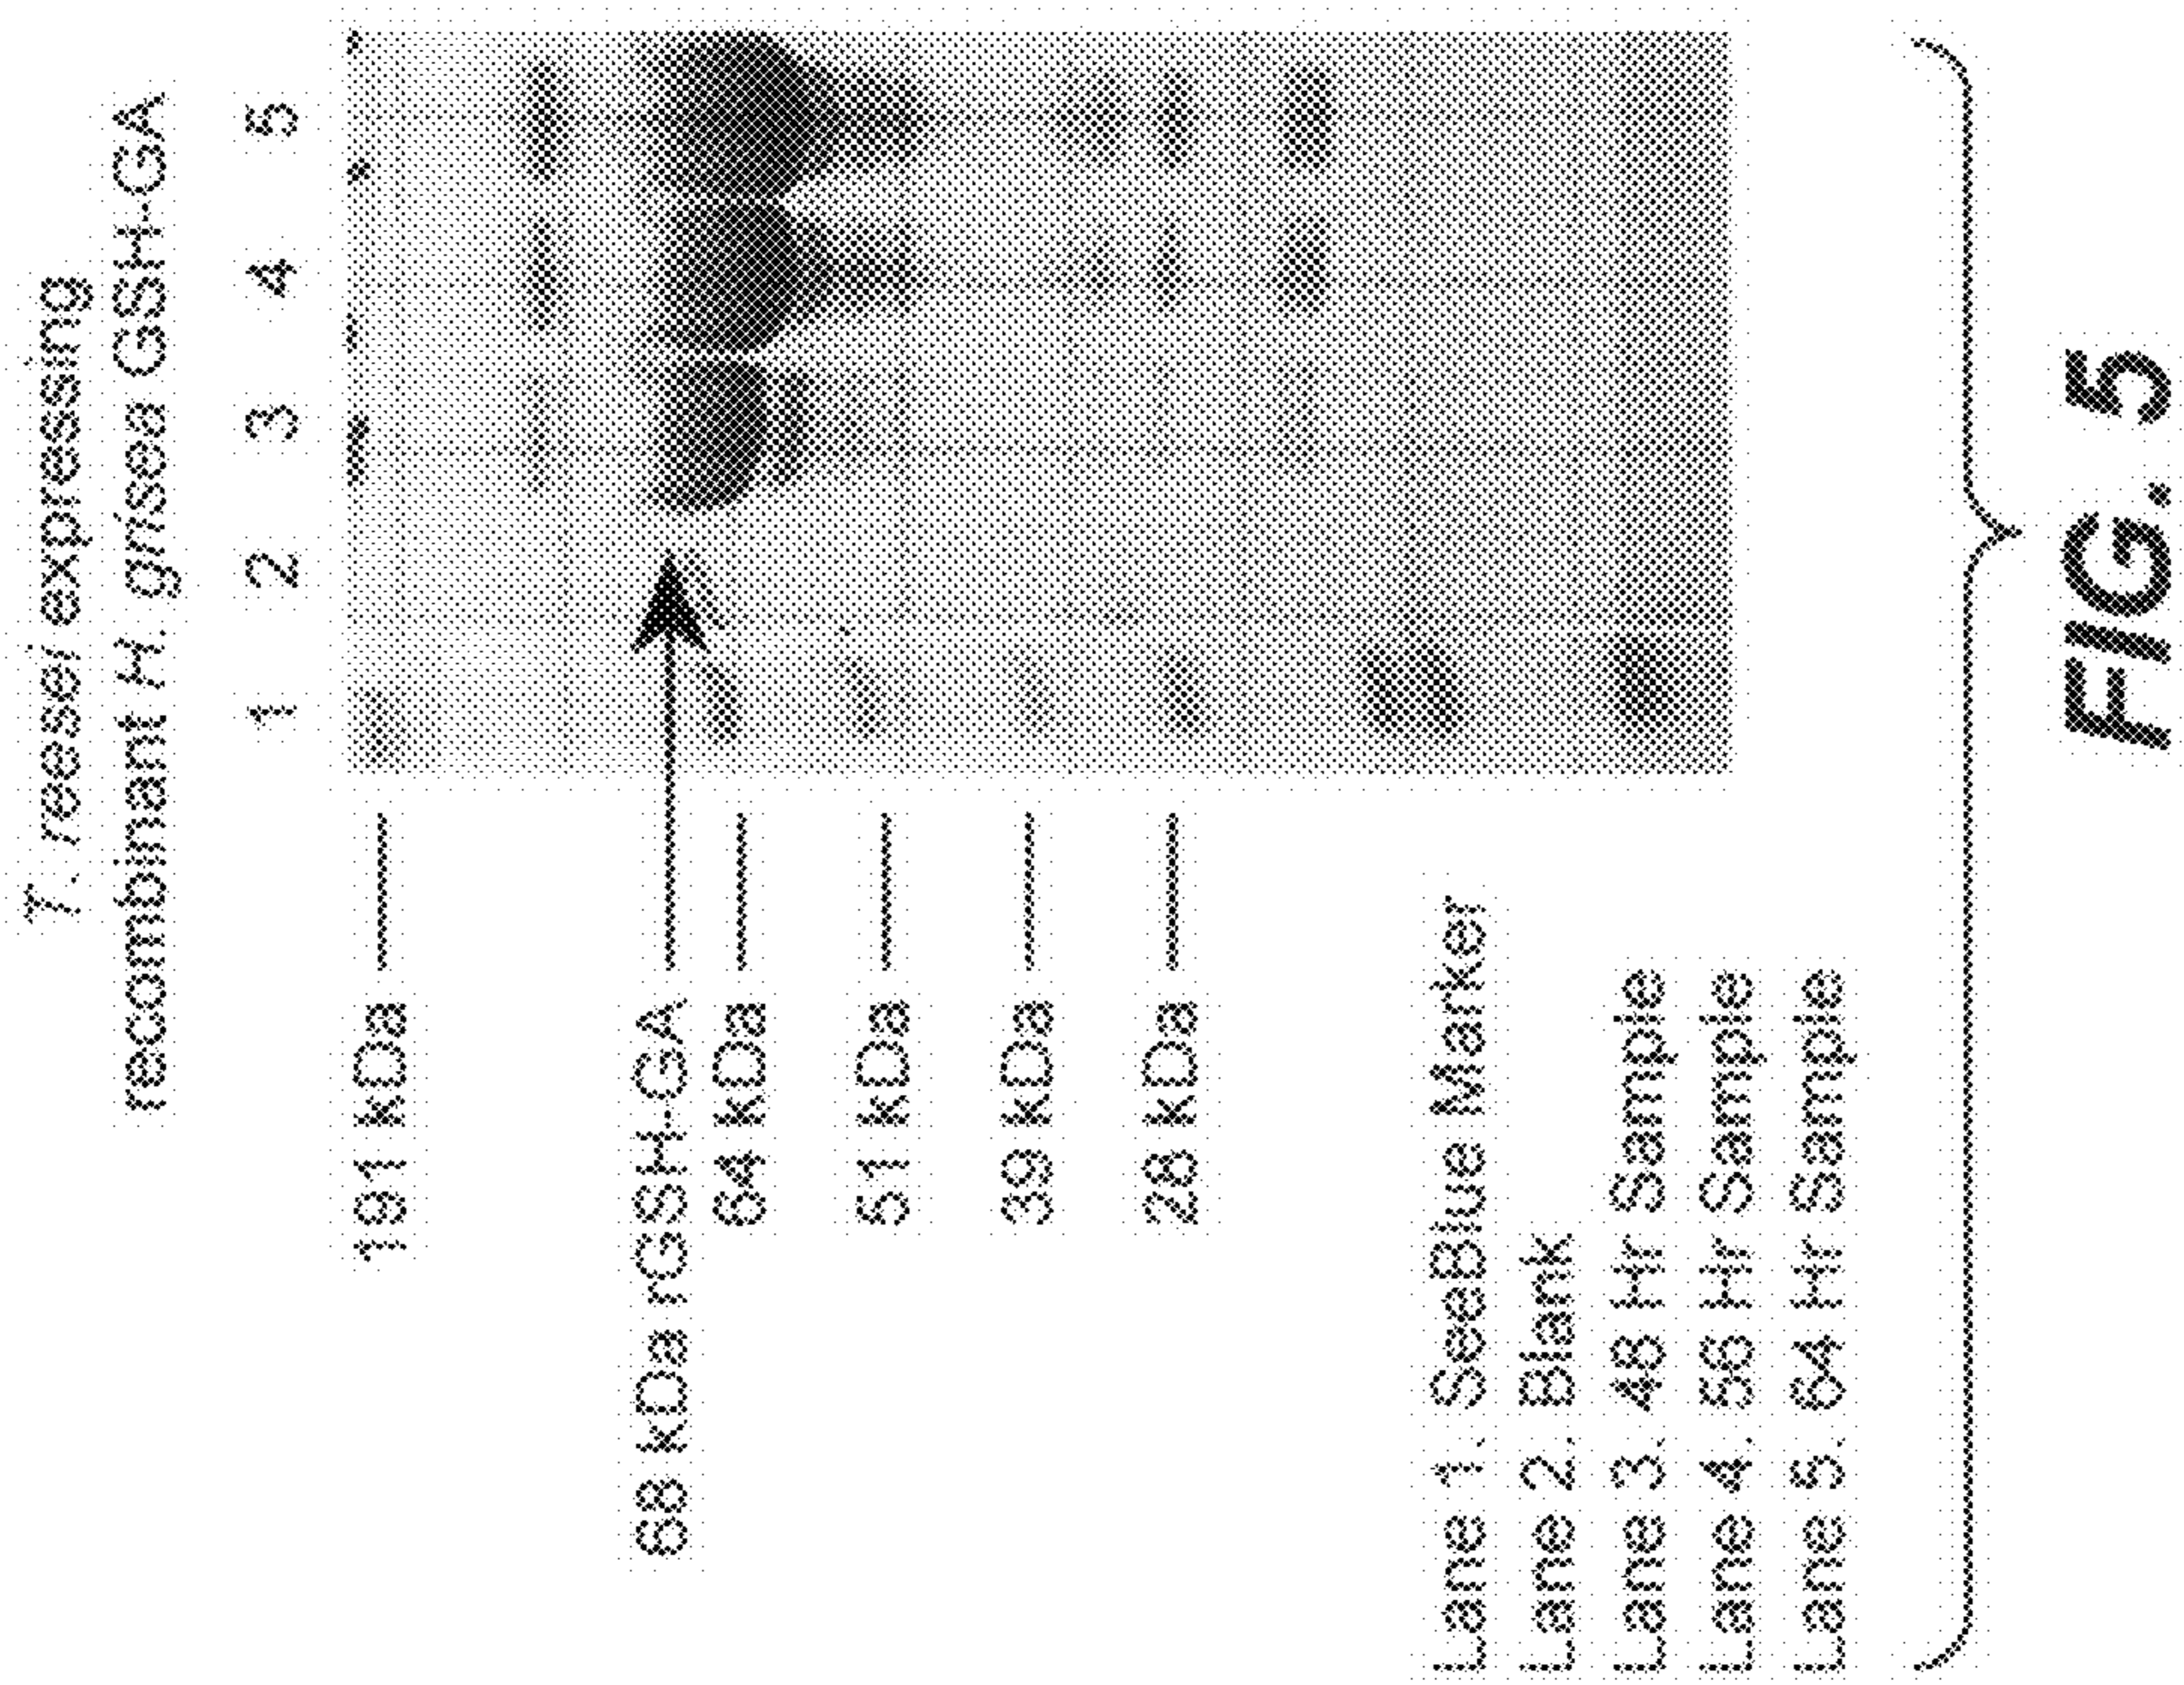 T. reesei expressing
recombinant H. grisea GSH-GA
1 2 3 4 5
191 kDa
68 kDa rGSH-GA
64 kDa
51 kDa
39 kDa
28 kDa
Lane 1. SeeBlue Marker
Lane 2. Blank
Lane 3. 48 Hr Sample
Lane 4. 56 Hr Sample
Lane 5. 64 Hr Sample
FIG. 5